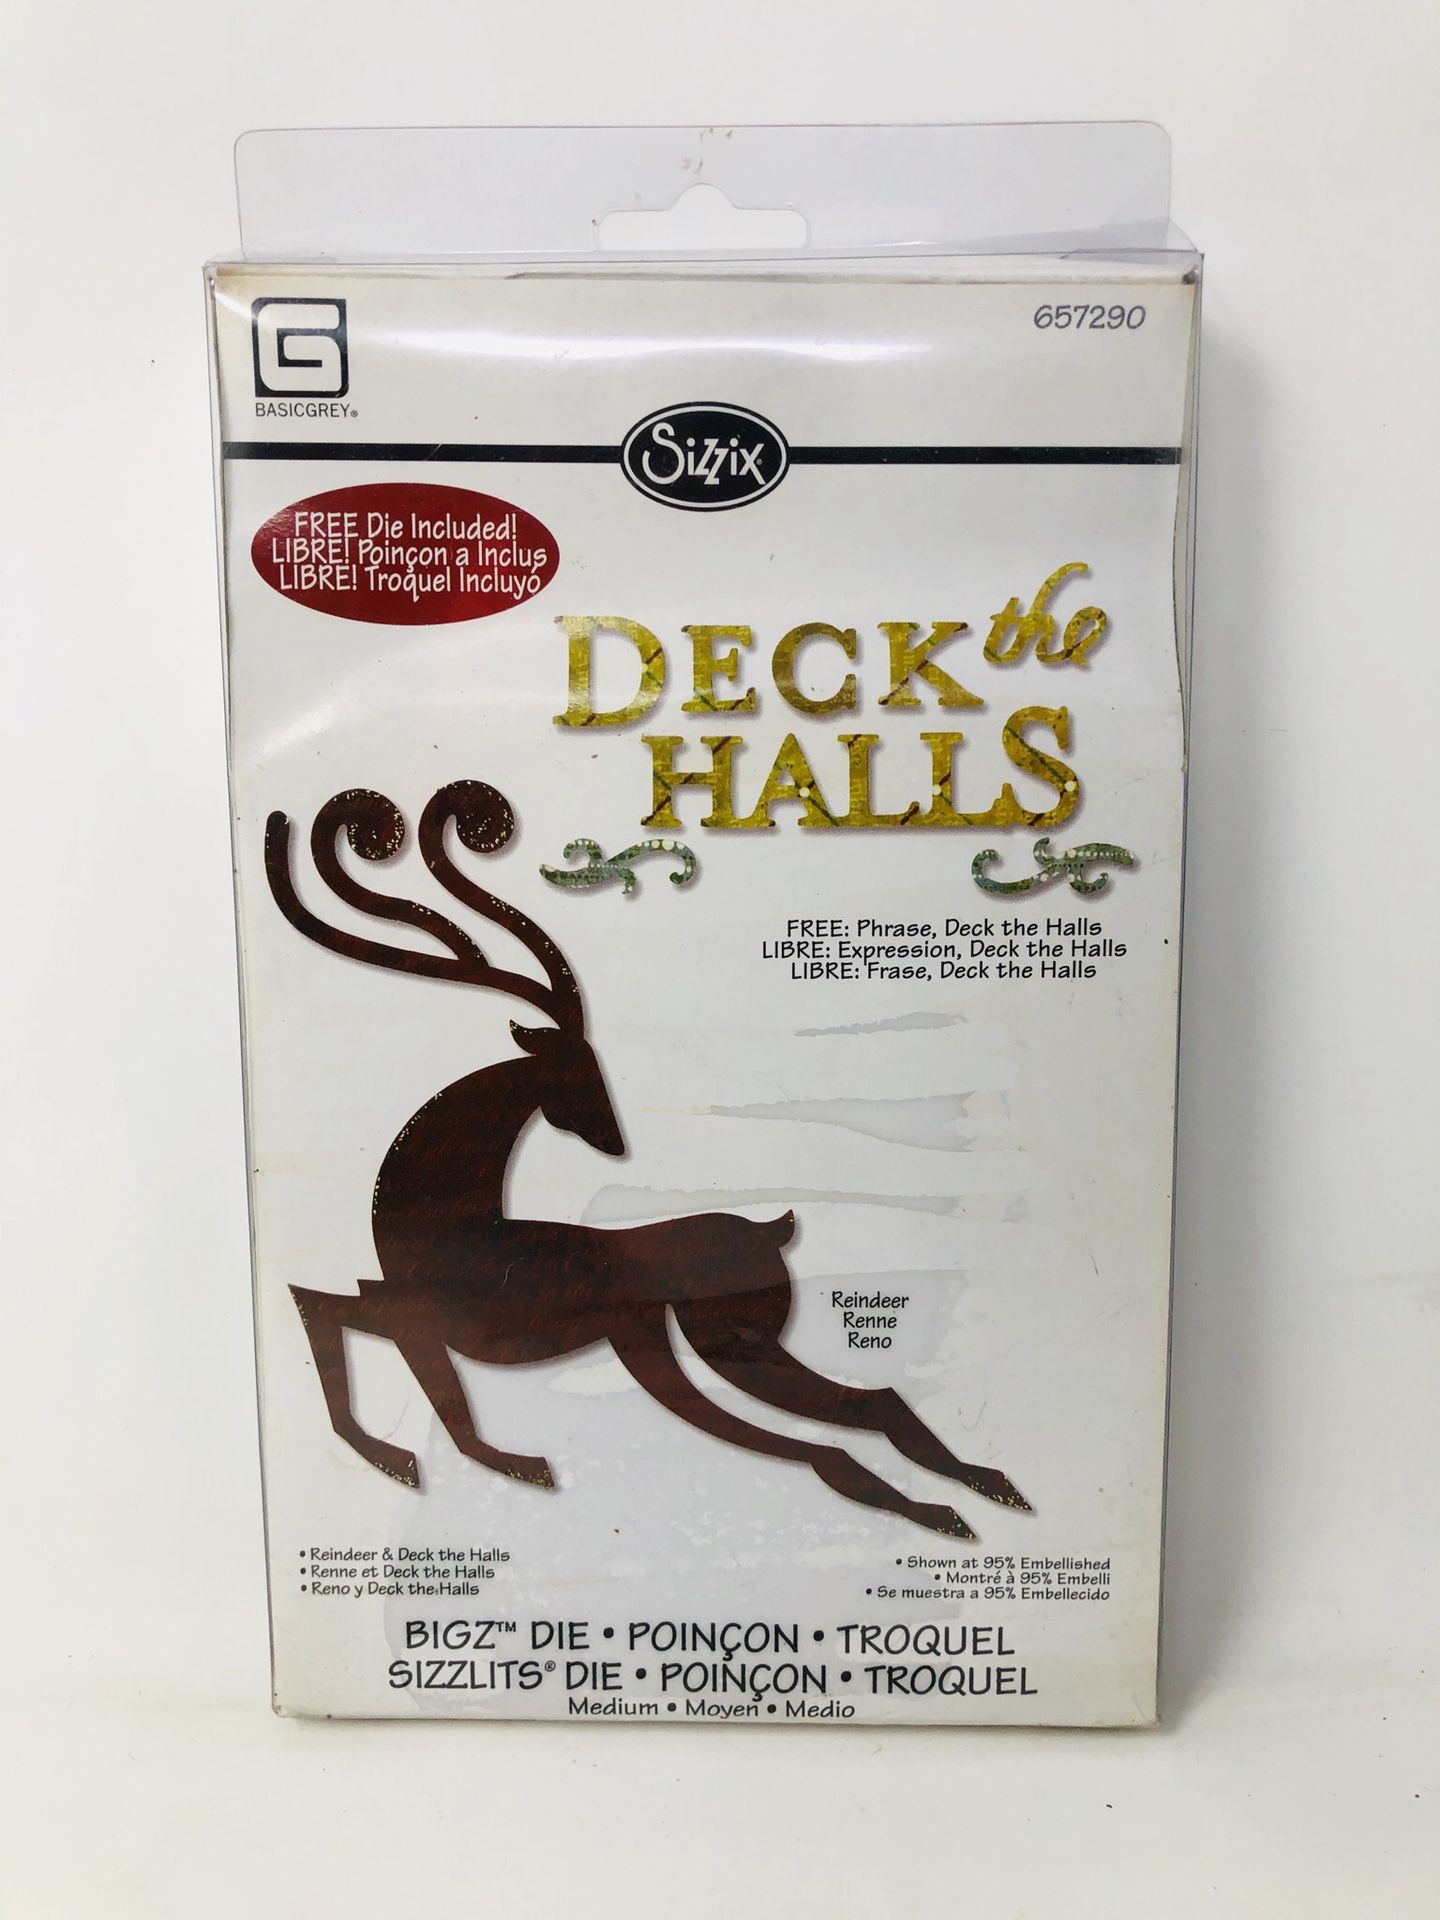 657290
BASICGREY®
Sizzix®
FREE Die Included!
LIBRE! Poinçon a Inclus
LIBRE! Troquel Incluyó
DECK the
HALLS
FREE: Phrase, Deck the Halls
LIBRE: Expression, Deck the Halls
LIBRE: Frase, Deck the Halls
Reindeer
Renne
Reno
• Reindeer & Deck the Halls
• Renne et Deck the Halls
• Reno y Deck the Halls
• Shown at 95% Embellished
• Montré à 95% Embelli
• Se muestra a 95% Embellecido
BIGZ™ DIE • POINÇON • TROQUEL
SIZZLITS® DIE • POINÇON • TROQUEL
Medium • Moyen • Medio